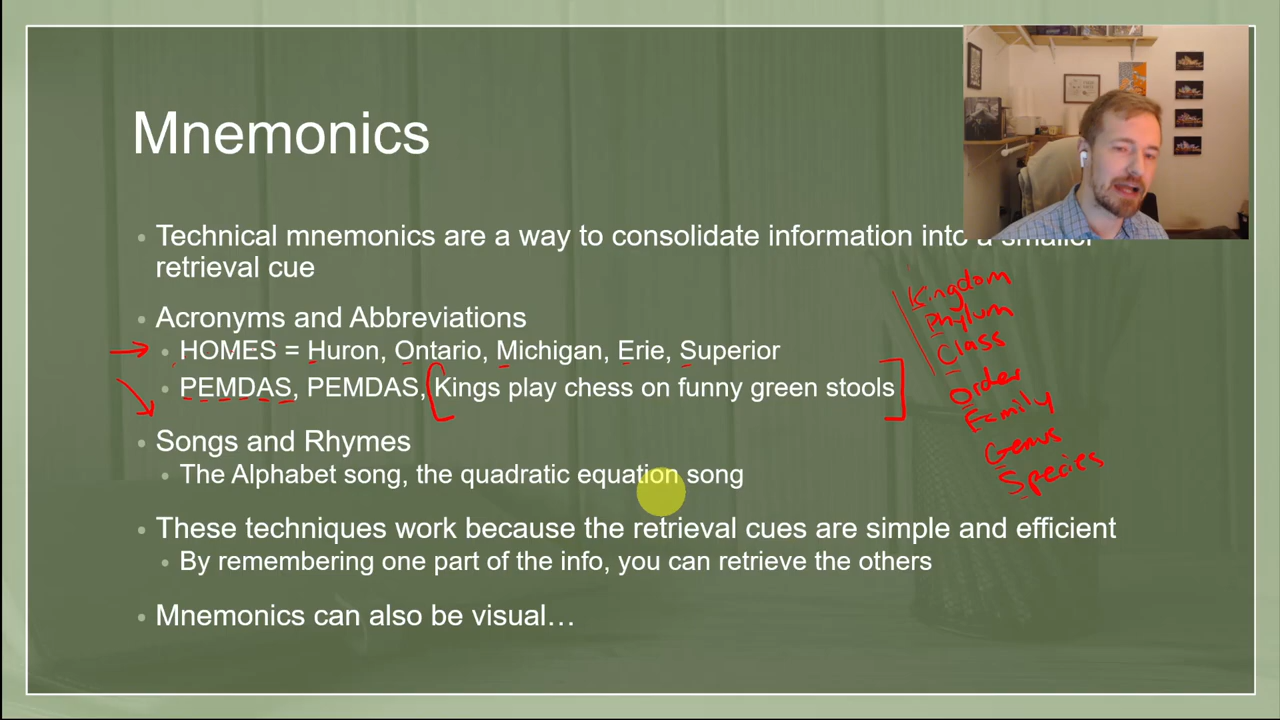 Mnemonics
Technical mnemonics are a way to consolidate information into a smaller
retrieval cue
Acronyms and Abbreviations
HOMES = Huron, Ontario, Michigan, Erie, Superior
PEMDAS, PEMDAS, Kings play chess on funny green stools
Songs and Rhymes
The Alphabet song, the quadratic equation song
These techniques work because the retrieval cues are simple and efficient
By remembering one part of the info, you can retrieve the others
Mnemonics can also be visual…
Kingdom
Phylum
Class
Order
Family
Genus
Species